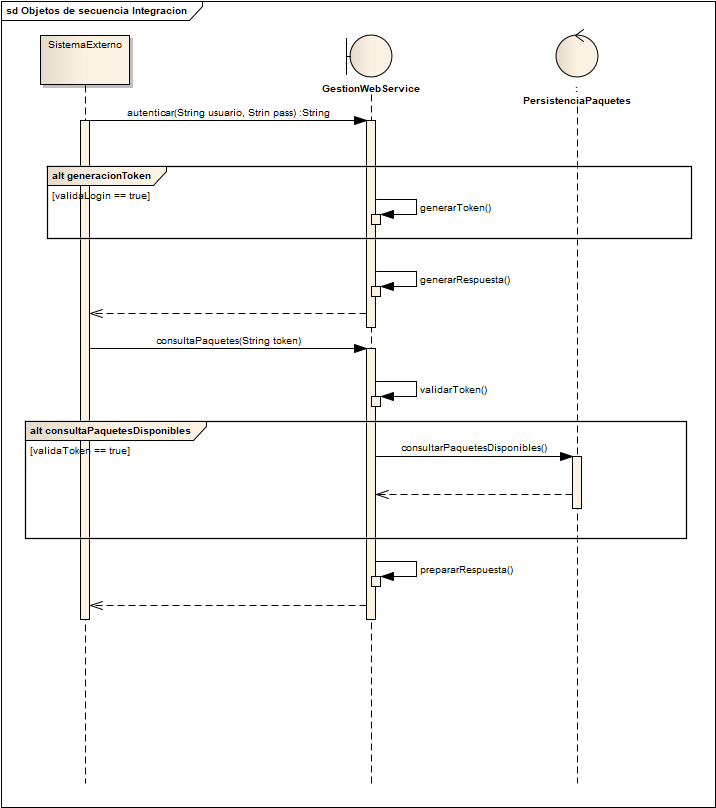 sd Objetos de secuencia Integracion
SistemaExterno
GestionWebService
:
PersistenciaPaquetes
autenticar(String usuario, Strin pass) :String
alt generacionToken
[validaLogin == true]
generarToken()
generarRespuesta()
consultaPaquetes(String token)
validarToken()
alt consultaPaquetesDisponibles
[validaToken == true]
consultarPaquetesDisponibles()
prepararRespuesta()